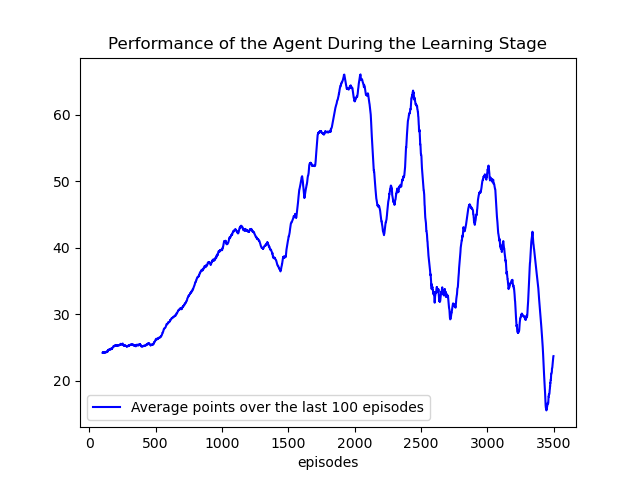 Performance of the Agent During the Learning Stage
60
50
40
30
20
Average points over the last 100 episodes
0 500 1000 1500 2000 2500 3000 3500
episodes